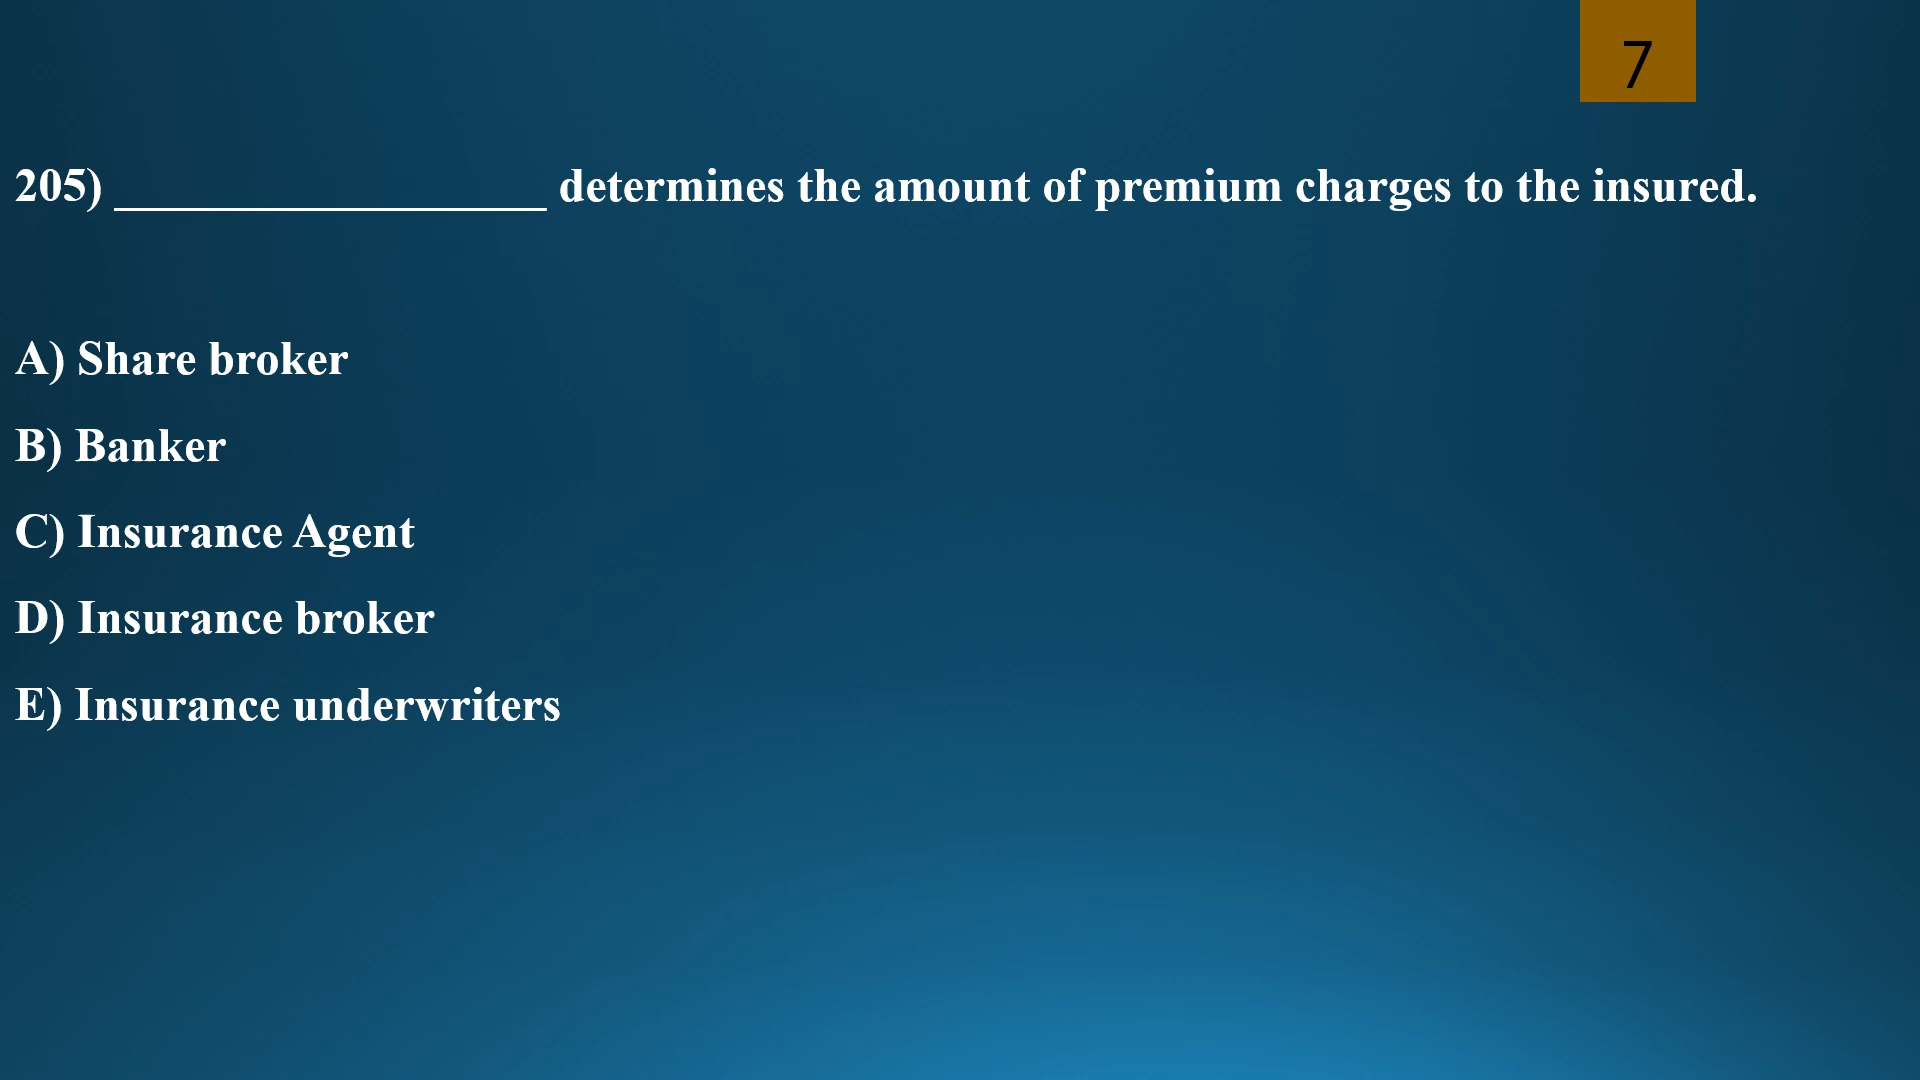 7
205) __________________ determines the amount of premium charges to the insured.
A) Share broker
B) Banker
C) Insurance Agent
D) Insurance broker
E) Insurance underwriters